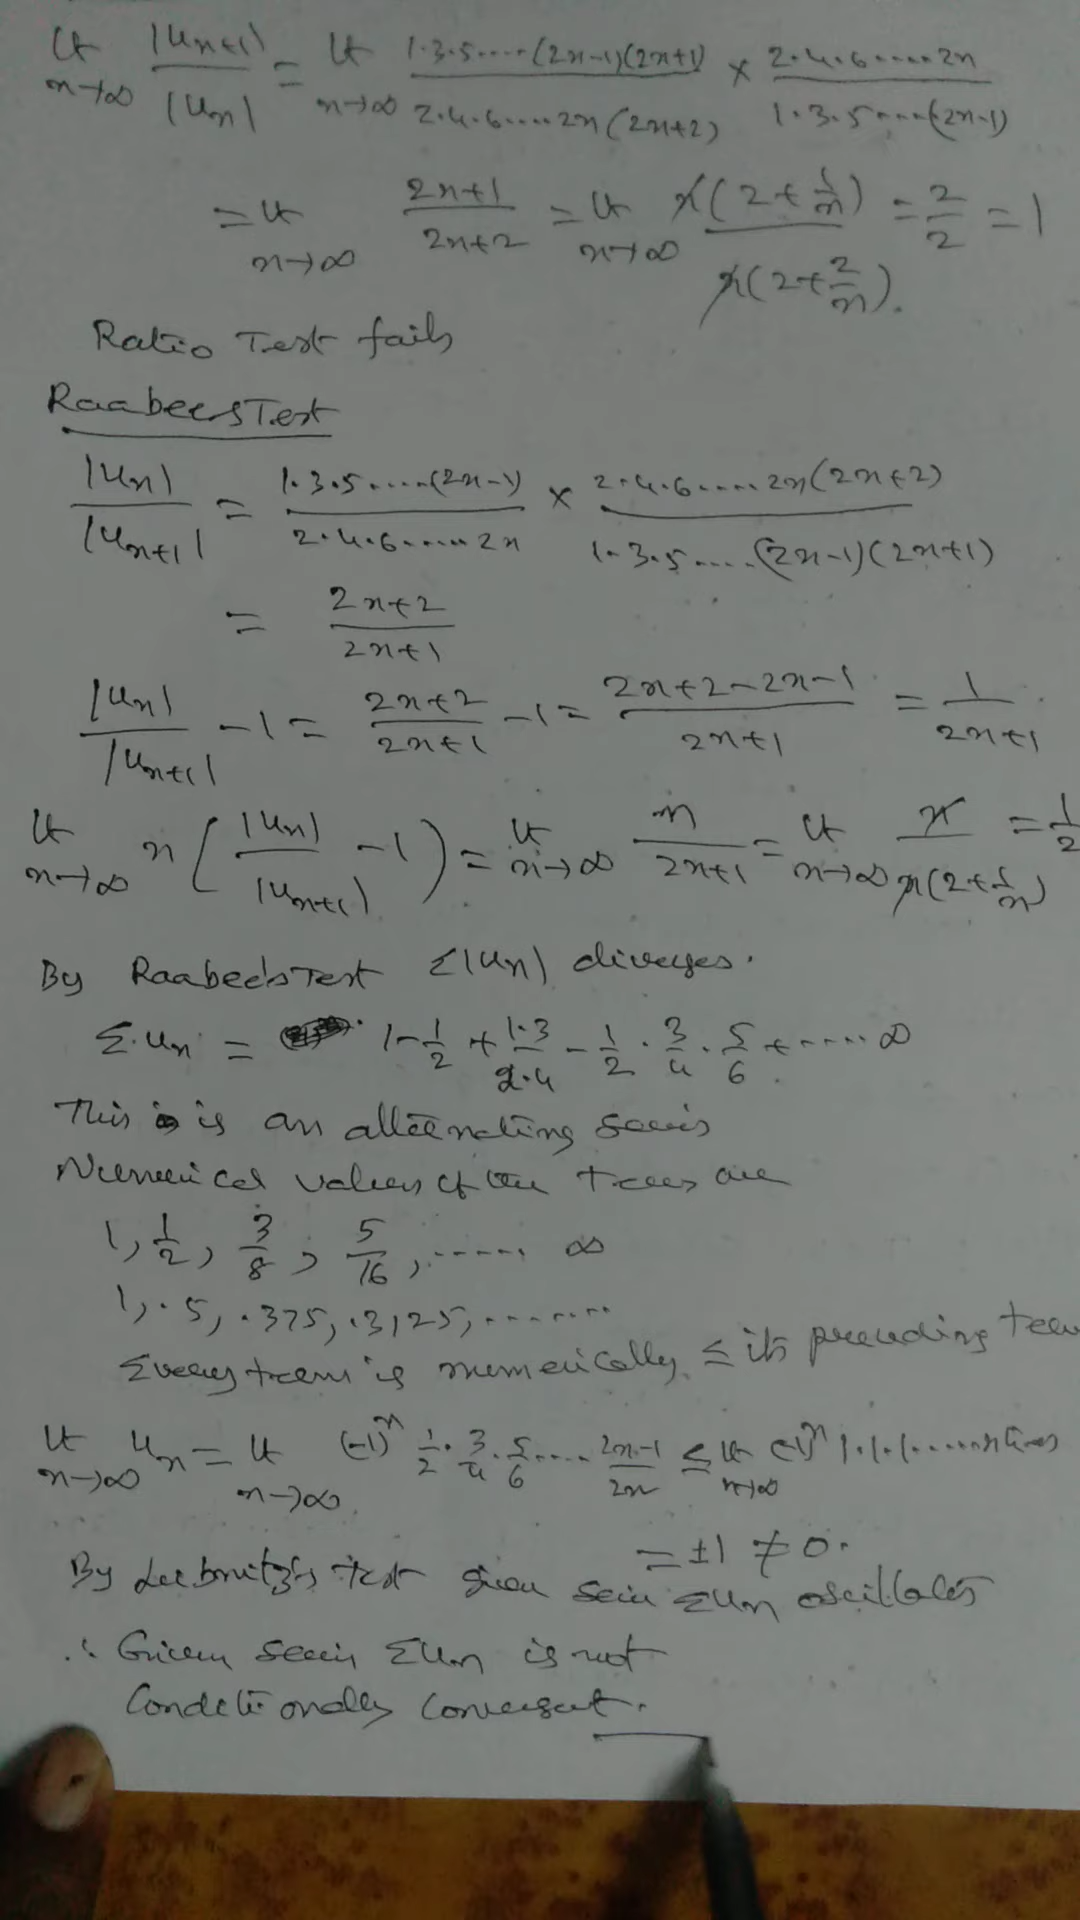 Lt n→∞ |un+1|/|un| = Lt n→∞ 1·3·5·····(2n-1)(2n+1)/2·4·6····2n(2n+2) × 2·4·6·····2n/1·3·5····(2n-1)
= Lt n→∞ 2n+1/2n+2 = Lt n→∞ n(2+1/n)/n(2+2/n). = 2/2 = 1
Ratio Test fails
Raabee's Test
|un|/|un+1| = 1·3·5·····(2n-1)/2·4·6·····2n × 2·4·6·····2n(2n+2)/1·3·5····(2n-1)(2n+1)
= 2n+2/2n+1
|un|/|un+1| -1 = 2n+2/2n+1 -1 = 2n+2-2n-1/2n+1 = 1/2n+1
Lt n→∞ n(|un|/|un+1| -1) = Lt n→∞ n/2n+1 = Lt n→∞ n/n(2+1/n) = 1/2
By Raabee's Test Σ|un| diverges.
Σun = 1-1/2 + 1·3/2·4 - 1/2 · 3/4 · 5/6 + ····· ∞
This is is an alternating series
Numerical values of the terms are
1, 1/2, 3/8, 5/16, ······ ∞
1, .5, .375, .3125, ·······
Every term is numerically ≤ its preceding term
Lt n→∞ un = Lt n→∞ (-1)^n 1/2 · 3/4 · 5/6 ···· 2n-1/2n ≤ Lt n→∞ (-1)^n 1·1·1······n times
= ±1 ≠ 0.
By Leibnitz's test given series Σun oscillates
∴ Given series Σun is not
Conditionally Convergent.